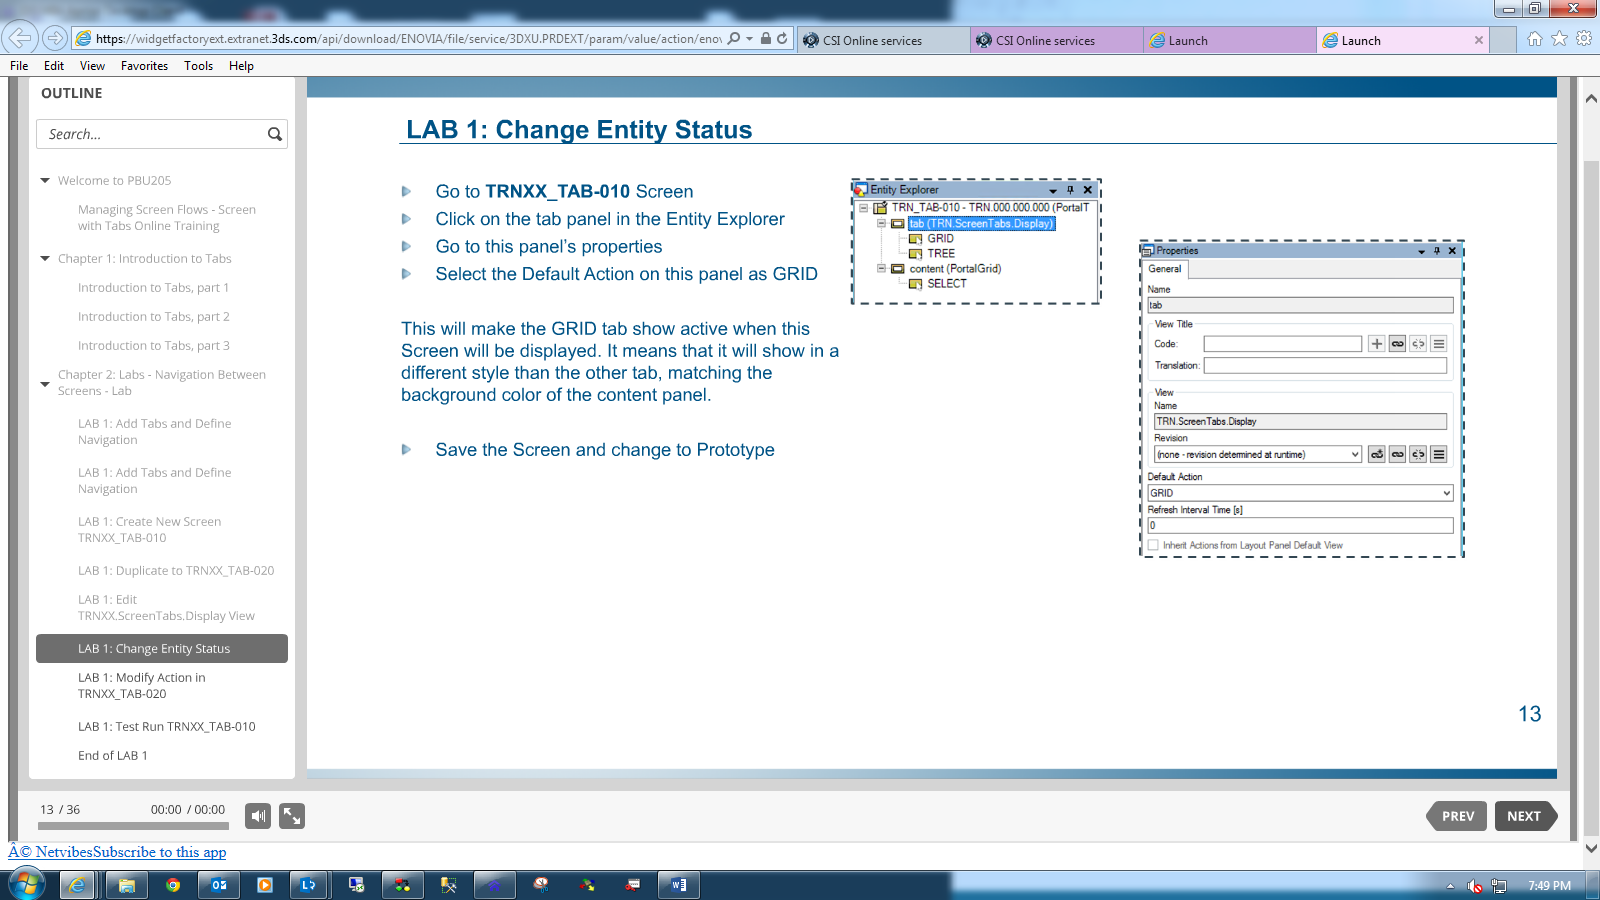 https://widgetfactoryext.extranet.3ds.com/api/download/ENOVIA/file/service/3DXU.PRDEXT/param/value/action/enov
CSI Online services
CSI Online services
Launch
Launch
File Edit View Favorites Tools Help
OUTLINE
Search...
Welcome to PBU205
Managing Screen Flows - Screen
with Tabs Online Training
Chapter 1: Introduction to Tabs
Introduction to Tabs, part 1
Introduction to Tabs, part 2
Introduction to Tabs, part 3
Chapter 2: Labs - Navigation Between
Screens - Lab
LAB 1: Add Tabs and Define
Navigation
LAB 1: Add Tabs and Define
Navigation
LAB 1: Create New Screen
TRNXX_TAB-010
LAB 1: Duplicate to TRNXX_TAB-020
LAB 1: Edit
TRNXX.ScreenTabs.Display View
LAB 1: Change Entity Status
LAB 1: Modify Action in
TRNXX_TAB-020
LAB 1: Test Run TRNXX_TAB-010
End of LAB 1
LAB 1: Change Entity Status
Go to TRNXX_TAB-010 Screen
Click on the tab panel in the Entity Explorer
Go to this panel's properties
Select the Default Action on this panel as GRID
This will make the GRID tab show active when this
Screen will be displayed. It means that it will show in a
different style than the other tab, matching the
background color of the content panel.
Save the Screen and change to Prototype
Entity Explorer
TRN_TAB-010 - TRN.000.000.000 (PortalT
tab (TRN.ScreenTabs.Display)
GRID
TREE
content (PortalGrid)
SELECT
Properties
General
Name
tab
View Title
Code:
Translation:
View
Name
TRN.ScreenTabs.Display
Revision
(none - revision determined at runtime)
Default Action
GRID
Refresh Interval Time [s]
0
Inherit Actions from Layout Panel Default View
13
13 / 36
00:00 / 00:00
PREV
NEXT
Â© NetvibesSubscribe to this app
7:49 PM